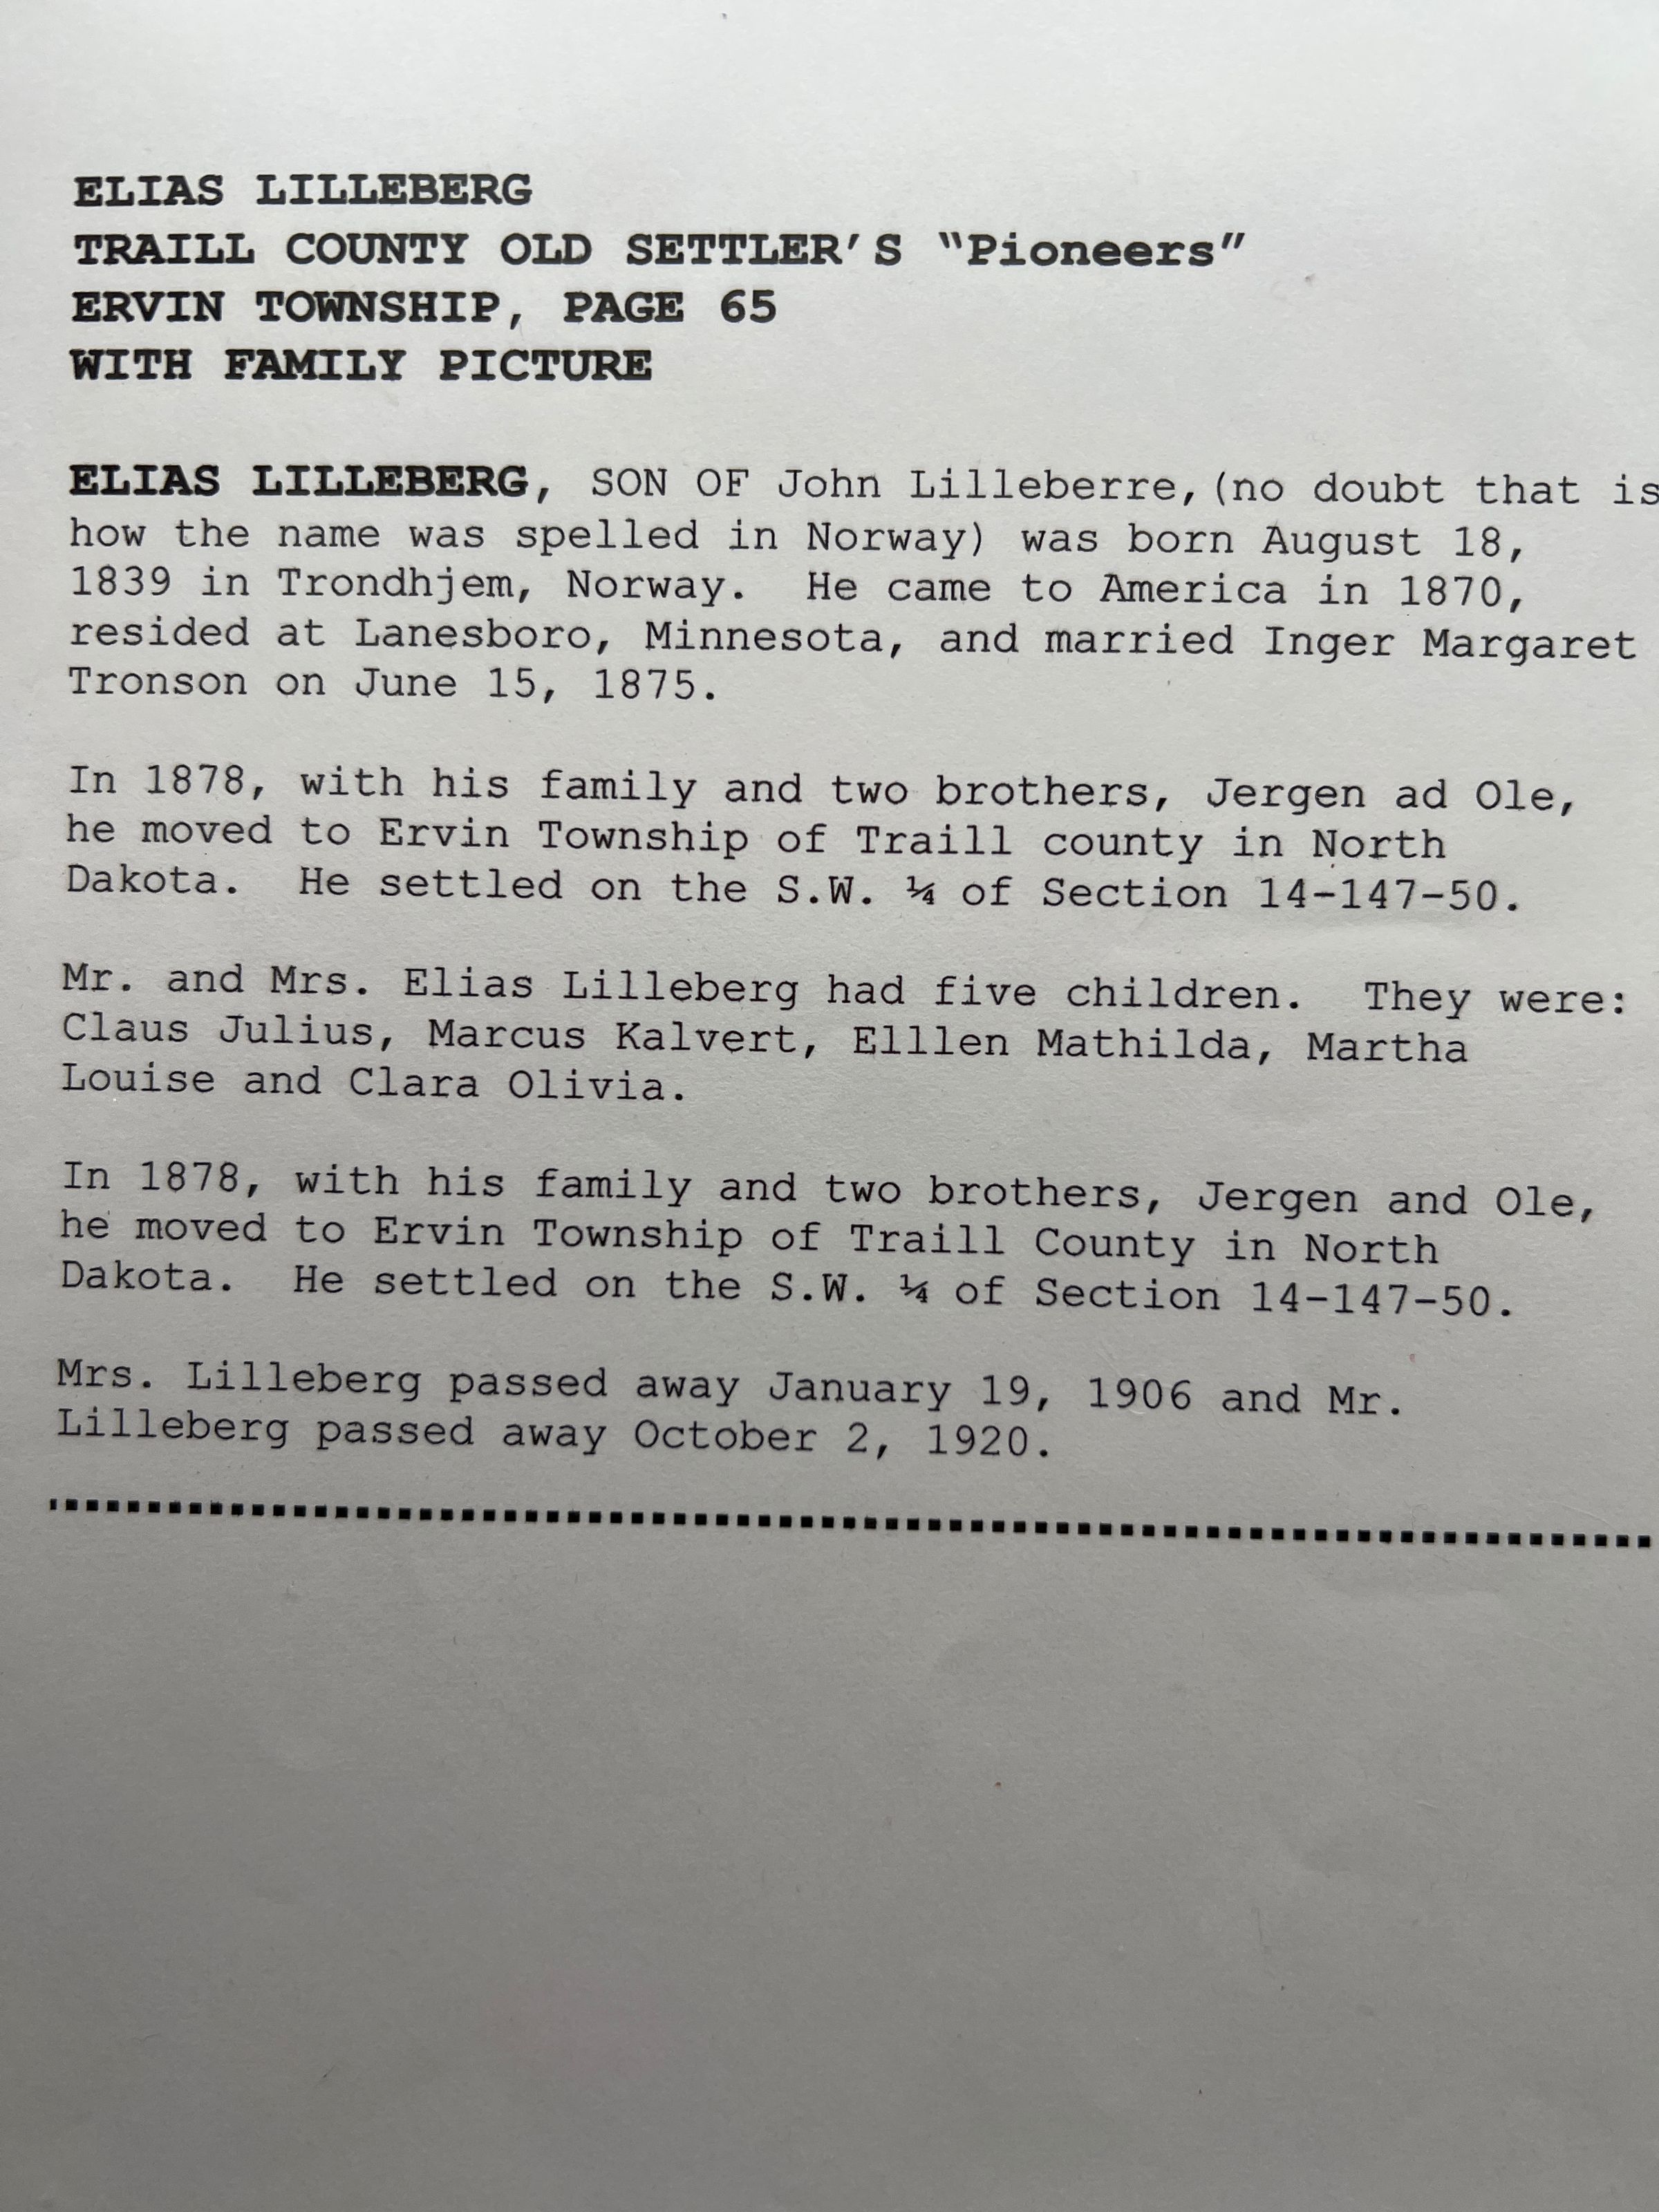 ELIAS LILLEBERG
TRAILL COUNTY OLD SETTLER'S "Pioneers"
ERVIN TOWNSHIP, PAGE 65
WITH FAMILY PICTURE
ELIAS LILLEBERG, SON OF John Lilleberre,(no doubt that is
how the name was spelled in Norway) was born August 18,
1839 in Trondhjem, Norway.  He came to America in 1870,
resided at Lanesboro, Minnesota, and married Inger Margaret
Tronson on June 15, 1875.
In 1878, with his family and two brothers, Jergen ad Ole,
he moved to Ervin Township of Traill county in North
Dakota.  He settled on the S.W. ¼ of Section 14-147-50.
Mr. and Mrs. Elias Lilleberg had five children.  They were:
Claus Julius, Marcus Kalvert, Elllen Mathilda, Martha
Louise and Clara Olivia.
In 1878, with his family and two brothers, Jergen and Ole,
he moved to Ervin Township of Traill County in North
Dakota.  He settled on the S.W. ¼ of Section 14-147-50.
Mrs. Lilleberg passed away January 19, 1906 and Mr.
Lilleberg passed away October 2, 1920.